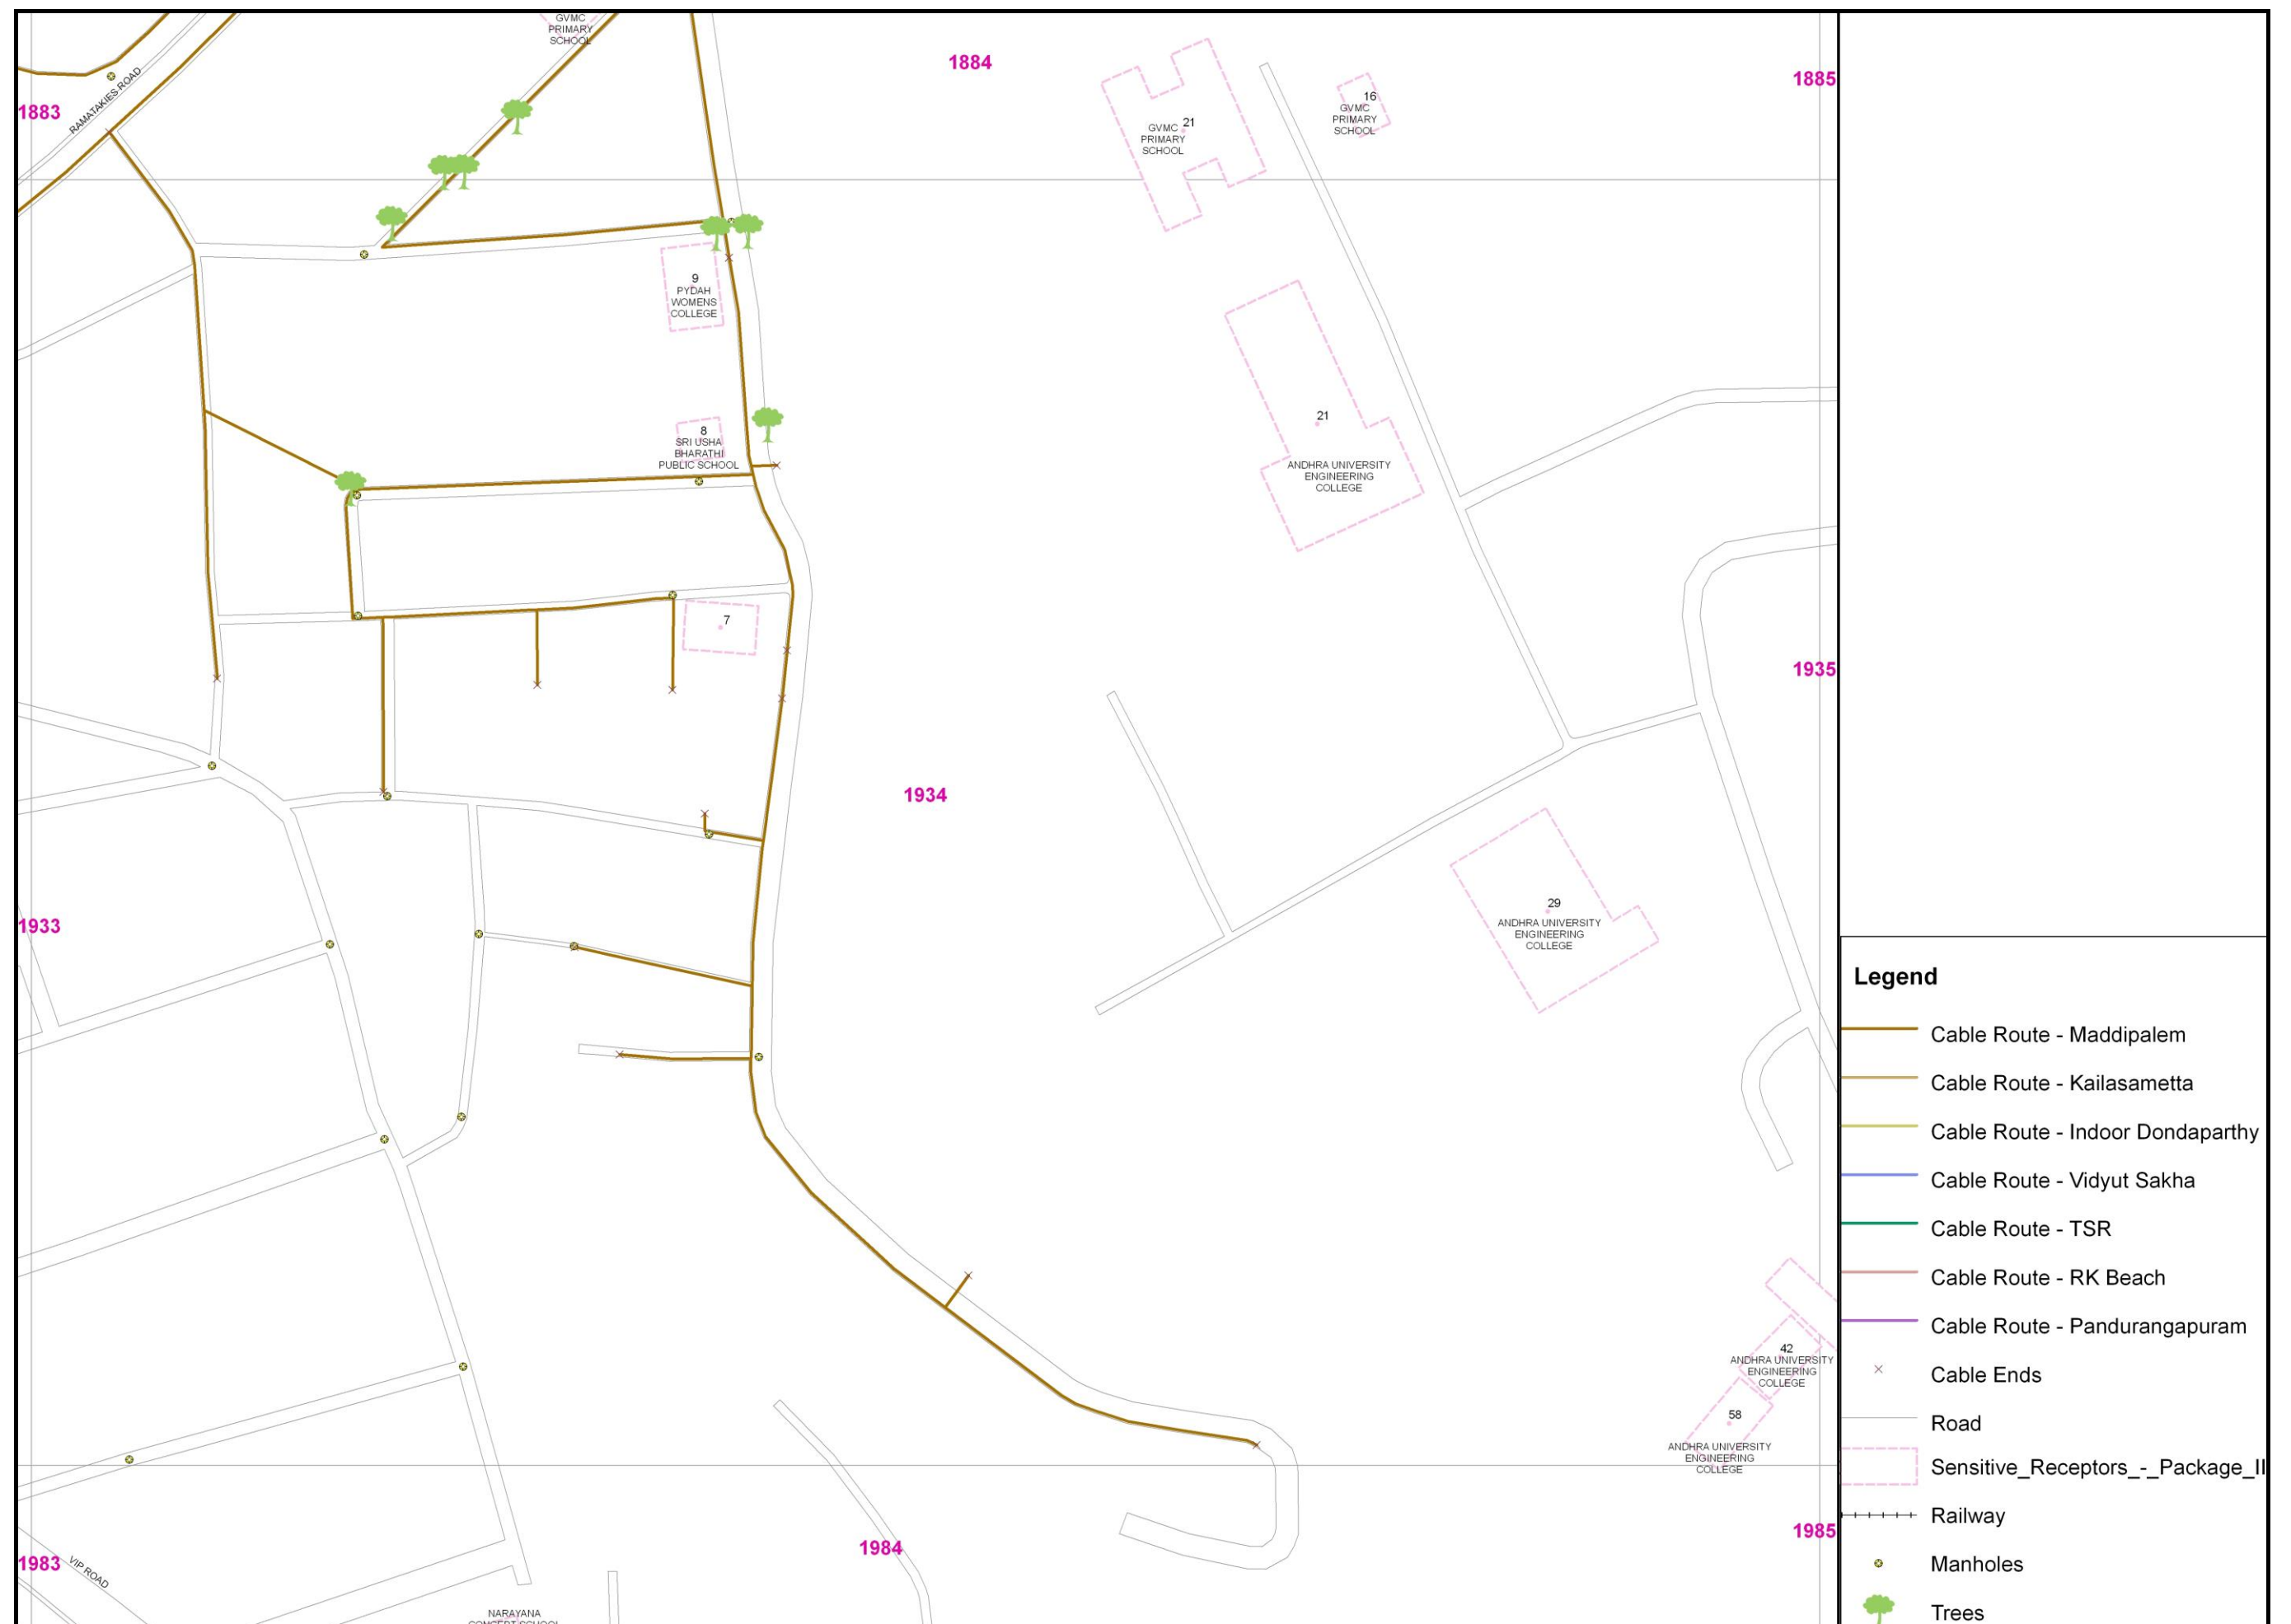 GVMC
PRIMARY
SCHOOL
1884
1885
1883
RAMATAKIES ROAD
16
GVMC
PRIMARY
SCHOOL
21
GVMC
PRIMARY
SCHOOL
9
PYDAH
WOMENS
COLLEGE
8
SRI USHA
BHARATHI
PUBLIC SCHOOL
21
ANDHRA UNIVERSITY
ENGINEERING
COLLEGE
7
1935
1934
1933
29
ANDHRA UNIVERSITY
ENGINEERING
COLLEGE
42
ANDHRA UNIVERSITY
ENGINEERING
COLLEGE
58
ANDHRA UNIVERSITY
ENGINEERING
COLLEGE
1985
1984
1983
VIP ROAD
NARAYANA
CONCEPT SCHOOL
Legend
Cable Route - Maddipalem
Cable Route - Kailasametta
Cable Route - Indoor Dondaparthy
Cable Route - Vidyut Sakha
Cable Route - TSR
Cable Route - RK Beach
Cable Route - Pandurangapuram
Cable Ends
Road
Sensitive_Receptors_-_Package_II
Railway
Manholes
Trees